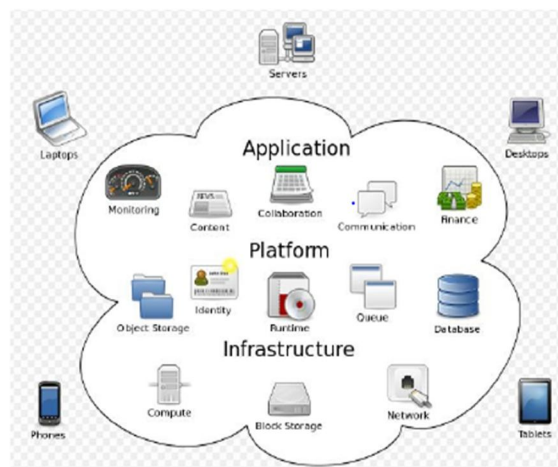 Servers
Laptops
Desktops
Application
Monitoring
Content
Collaboration
Communication
Finance
Platform
Object Storage
Identity
Runtime
Queue
Database
Infrastructure
Compute
Block Storage
Network
Phones
Tablets